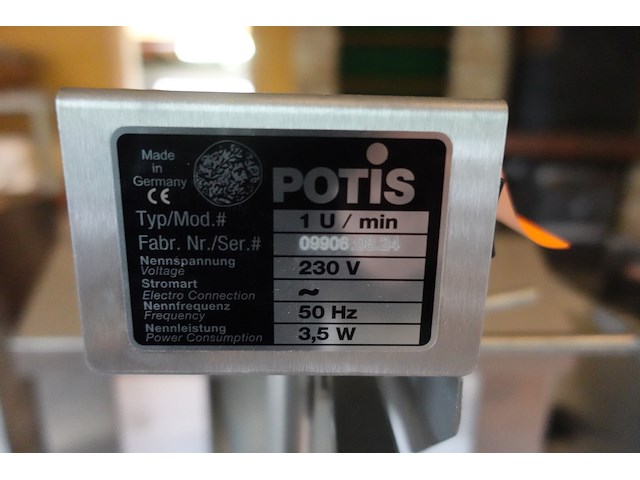 Made
in
Germany
CE
POTIS
Typ/Mod.# 1 U / min
Fabr. Nr./Ser.# 09906
Nennspannung
Voltage 230 V
Stromart
Electro Connection ~
Nennfrequenz
Frequency 50 Hz
Nennleistung
Power Consumption 3,5 W